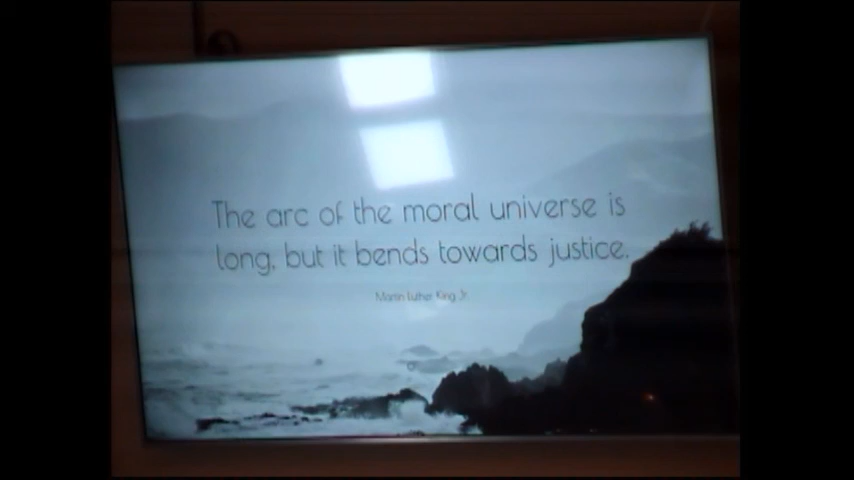 The arc of the moral universe is
long, but it bends towards justice.
Martin Luther King Jr.